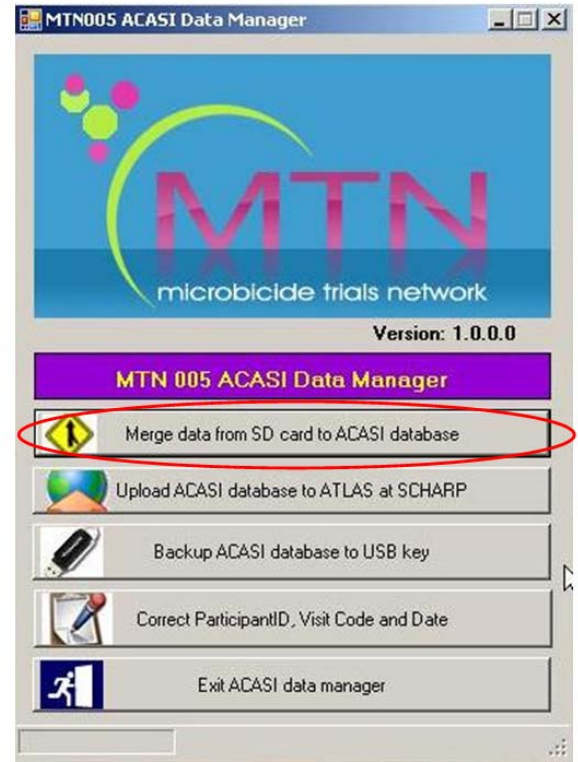 MTN005 ACASI Data Manager
MTN
microbicide trials network
Version: 1.0.0.0
MTN 005 ACASI Data Manager
Merge data from SD card to ACASI database
Upload ACASI database to ATLAS at SCHARP
Backup ACASI database to USB key
Correct ParticipantID, Visit Code and Date
Exit ACASI data manager